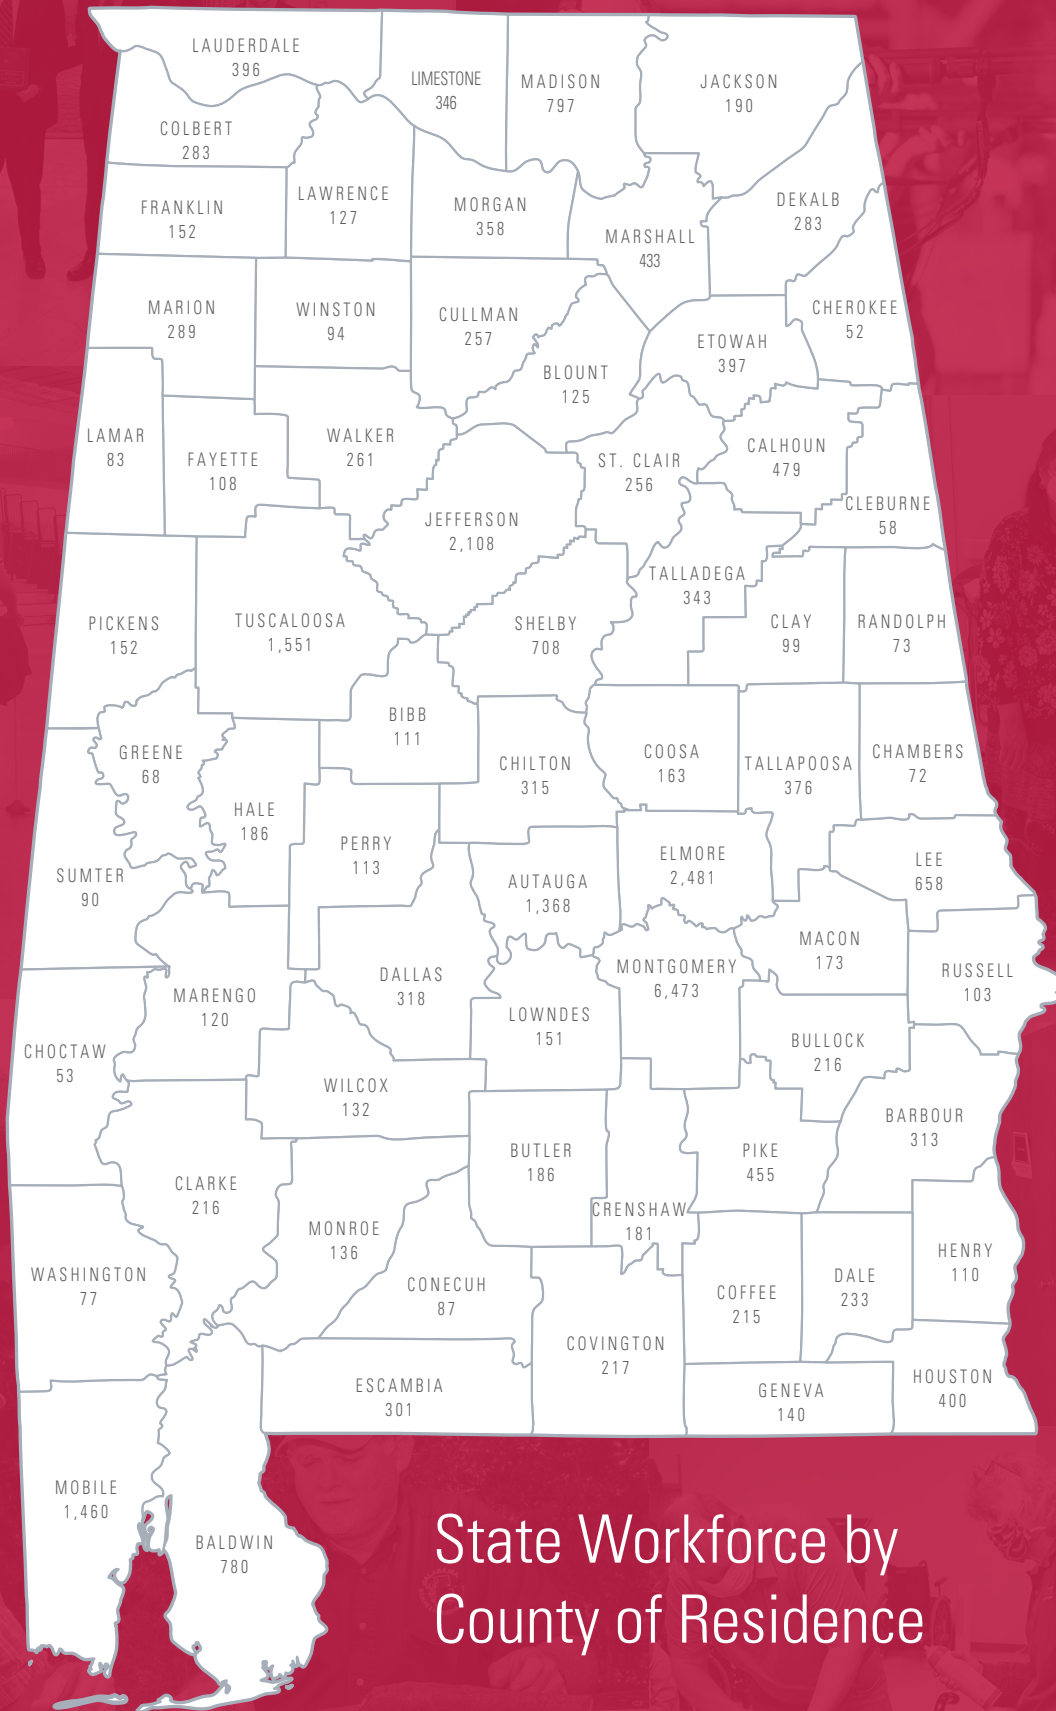 LAUDERDALE
396
LIMESTONE
346
MADISON
797
JACKSON
190
COLBERT
283
FRANKLIN
152
LAWRENCE
127
MORGAN
358
MARSHALL
433
DEKALB
283
MARION
289
WINSTON
94
CULLMAN
257
BLOUNT
125
ETOWAH
397
CHEROKEE
52
LAMAR
83
FAYETTE
108
WALKER
261
JEFFERSON
2,108
ST. CLAIR
256
CALHOUN
479
CLEBURNE
58
PICKENS
152
TUSCALOOSA
1,551
SHELBY
708
TALLADEGA
343
CLAY
99
RANDOLPH
73
GREENE
68
HALE
186
BIBB
111
CHILTON
315
COOSA
163
TALLAPOOSA
376
CHAMBERS
72
SUMTER
90
PERRY
113
AUTAUGA
1,368
ELMORE
2,481
LEE
658
MACON
173
RUSSELL
103
MARENGO
120
DALLAS
318
LOWNDES
151
MONTGOMERY
6,473
BULLOCK
216
CHOCTAW
53
WILCOX
132
BUTLER
186
CRENSHAW
181
PIKE
455
BARBOUR
313
CLARKE
216
MONROE
136
CONECUH
87
WASHINGTON
77
COVINGTON
217
COFFEE
215
DALE
233
HENRY
110
ESCAMBIA
301
GENEVA
140
HOUSTON
400
MOBILE
1,460
BALDWIN
780
State Workforce by
County of Residence